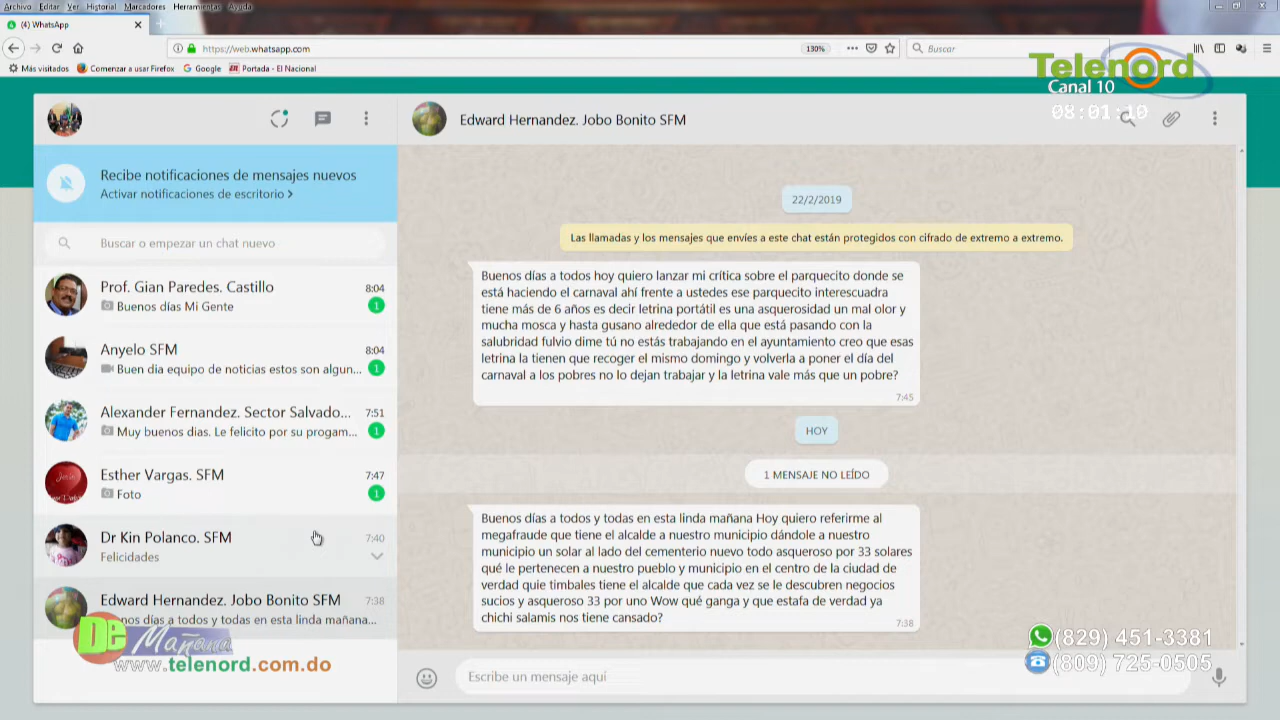 Archivo Editar Ver Historial Marcadores Herramientas Ayuda
(4) WhatsApp
https://web.whatsapp.com
130%
Buscar
Más visitados Comenzar a usar Firefox Google Portada - El Nacional
Telenord
Canal 10
08:01:10
Edward Hernandez. Jobo Bonito SFM
Recibe notificaciones de mensajes nuevos
Activar notificaciones de escritorio >
Buscar o empezar un chat nuevo
Prof. Gian Paredes. Castillo 8:04
Buenos días Mi Gente 1
Anyelo SFM 8:04
Buen dia equipo de noticias estos son algun... 1
Alexander Fernandez. Sector Salvado... 7:51
Muy buenos dias. Le felicito por su progam... 1
Esther Vargas. SFM 7:47
Foto 1
Dr Kin Polanco. SFM 7:40
Felicidades
Edward Hernandez. Jobo Bonito SFM 7:38
nos días a todos y todas en esta linda mañana...
22/2/2019
Las llamadas y los mensajes que envíes a este chat están protegidos con cifrado de extremo a extremo.
Buenos días a todos hoy quiero lanzar mi crítica sobre el parquecito donde se
está haciendo el carnaval ahí frente a ustedes ese parquecito interescuadra
tiene más de 6 años es decir letrina portátil es una asquerosidad un mal olor y
mucha mosca y hasta gusano alrededor de ella que está pasando con la
salubridad fulvio dime tú no estás trabajando en el ayuntamiento creo que esas
letrina la tienen que recoger el mismo domingo y volverla a poner el día del
carnaval a los pobres no lo dejan trabajar y la letrina vale más que un pobre?
7:45
HOY
1 MENSAJE NO LEÍDO
Buenos días a todos y todas en esta linda mañana Hoy quiero referirme al
megafraude que tiene el alcalde a nuestro municipio dándole a nuestro
municipio un solar al lado del cementerio nuevo todo asqueroso por 33 solares
qué le pertenecen a nuestro pueblo y municipio en el centro de la ciudad de
verdad quie timbales tiene el alcalde que cada vez se le descubren negocios
sucios y asqueroso 33 por uno Wow qué ganga y que estafa de verdad ya
chichi salamis nos tiene cansado?
7:38
Escribe un mensaje aquí
De Mañana
www.telenord.com.do
(829) 451-3381
(809) 725-0505